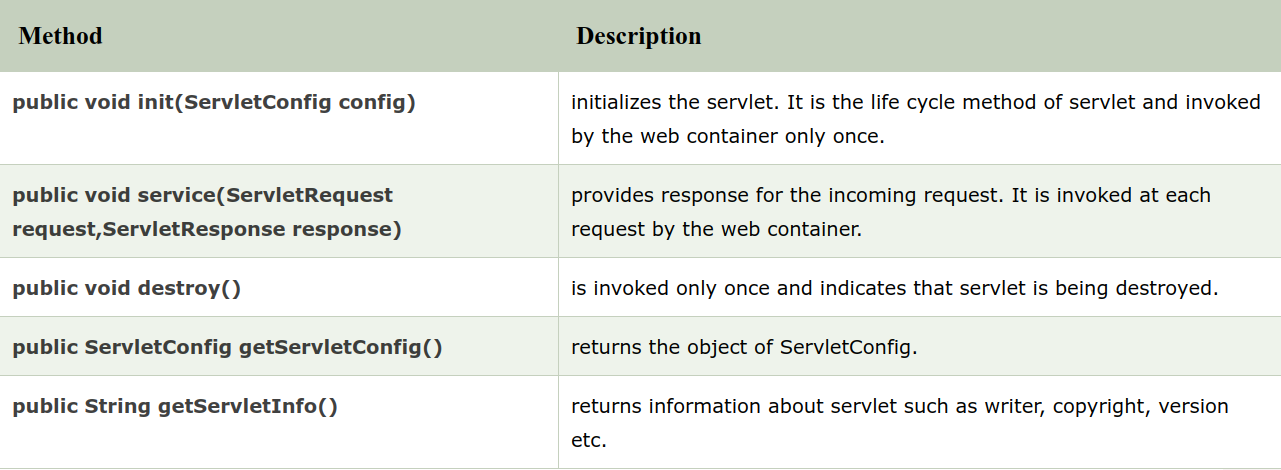 Method Description
public void init(ServletConfig config) initializes the servlet. It is the life cycle method of servlet and invoked
by the web container only once.
public void service(ServletRequest provides response for the incoming request. It is invoked at each
request,ServletResponse response) request by the web container.
public void destroy() is invoked only once and indicates that servlet is being destroyed.
public ServletConfig getServletConfig() returns the object of ServletConfig.
public String getServletInfo() returns information about servlet such as writer, copyright, version
etc.